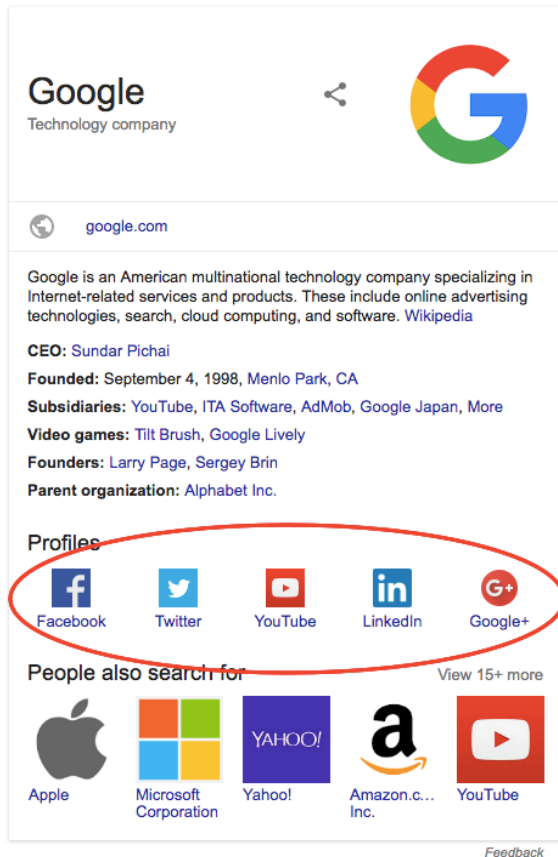 Google
Technology company
google.com
Google is an American multinational technology company specializing in
Internet-related services and products. These include online advertising
technologies, search, cloud computing, and software. Wikipedia
CEO: Sundar Pichai
Founded: September 4, 1998, Menlo Park, CA
Subsidiaries: YouTube, ITA Software, AdMob, Google Japan, More
Video games: Tilt Brush, Google Lively
Founders: Larry Page, Sergey Brin
Parent organization: Alphabet Inc.
Profiles
Facebook Twitter YouTube LinkedIn Google+
People also search for View 15+ more
YAHOO!
Apple Microsoft Yahoo! Amazon.c... YouTube
Corporation Inc.
Feedback